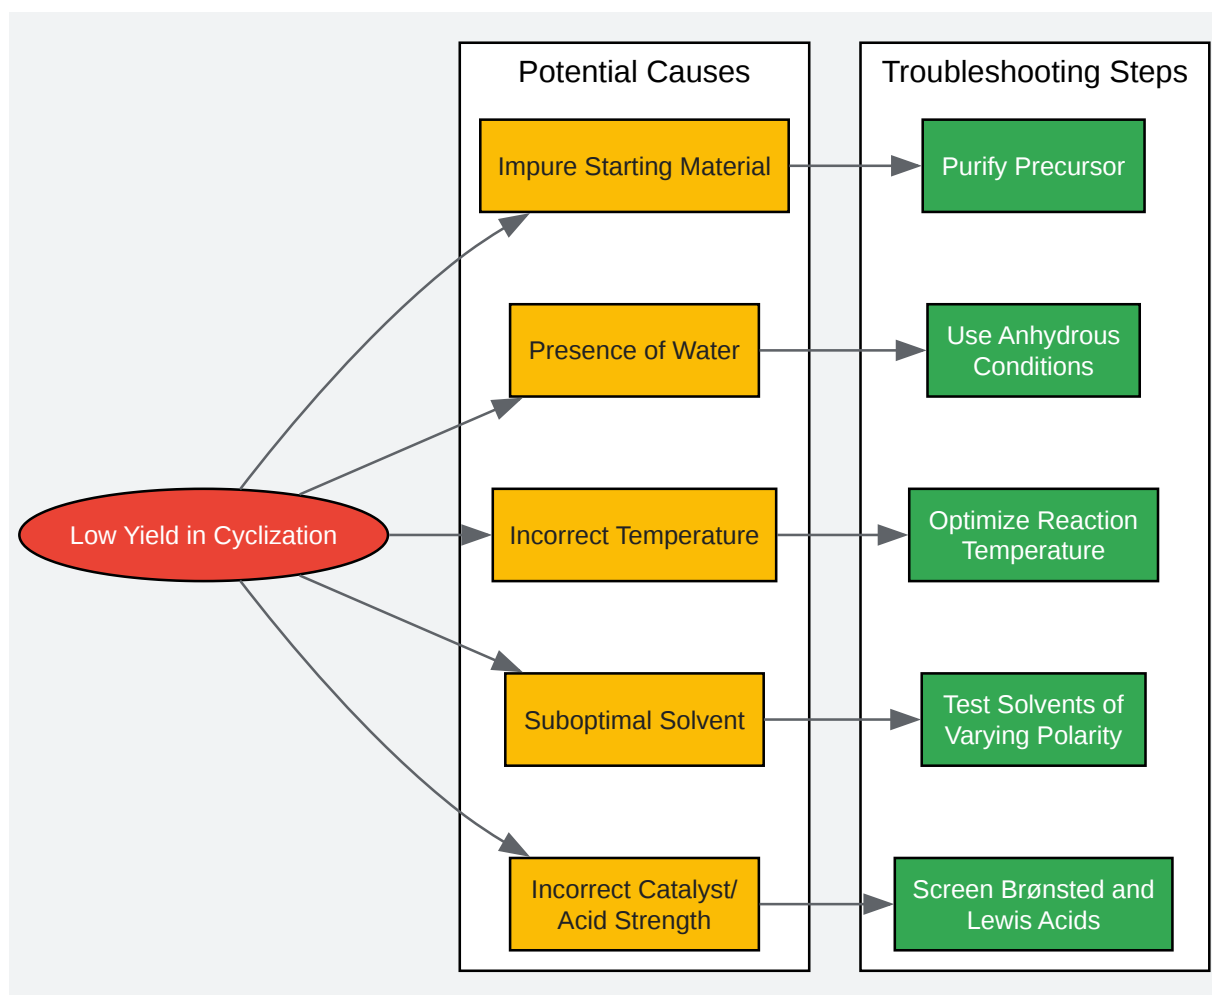 Potential Causes
Troubleshooting Steps
Impure Starting Material
Purify Precursor
Presence of Water
Use Anhydrous
Conditions
Low Yield in Cyclization
Incorrect Temperature
Optimize Reaction
Temperature
Suboptimal Solvent
Test Solvents of
Varying Polarity
Incorrect Catalyst/
Acid Strength
Screen Brønsted and
Lewis Acids